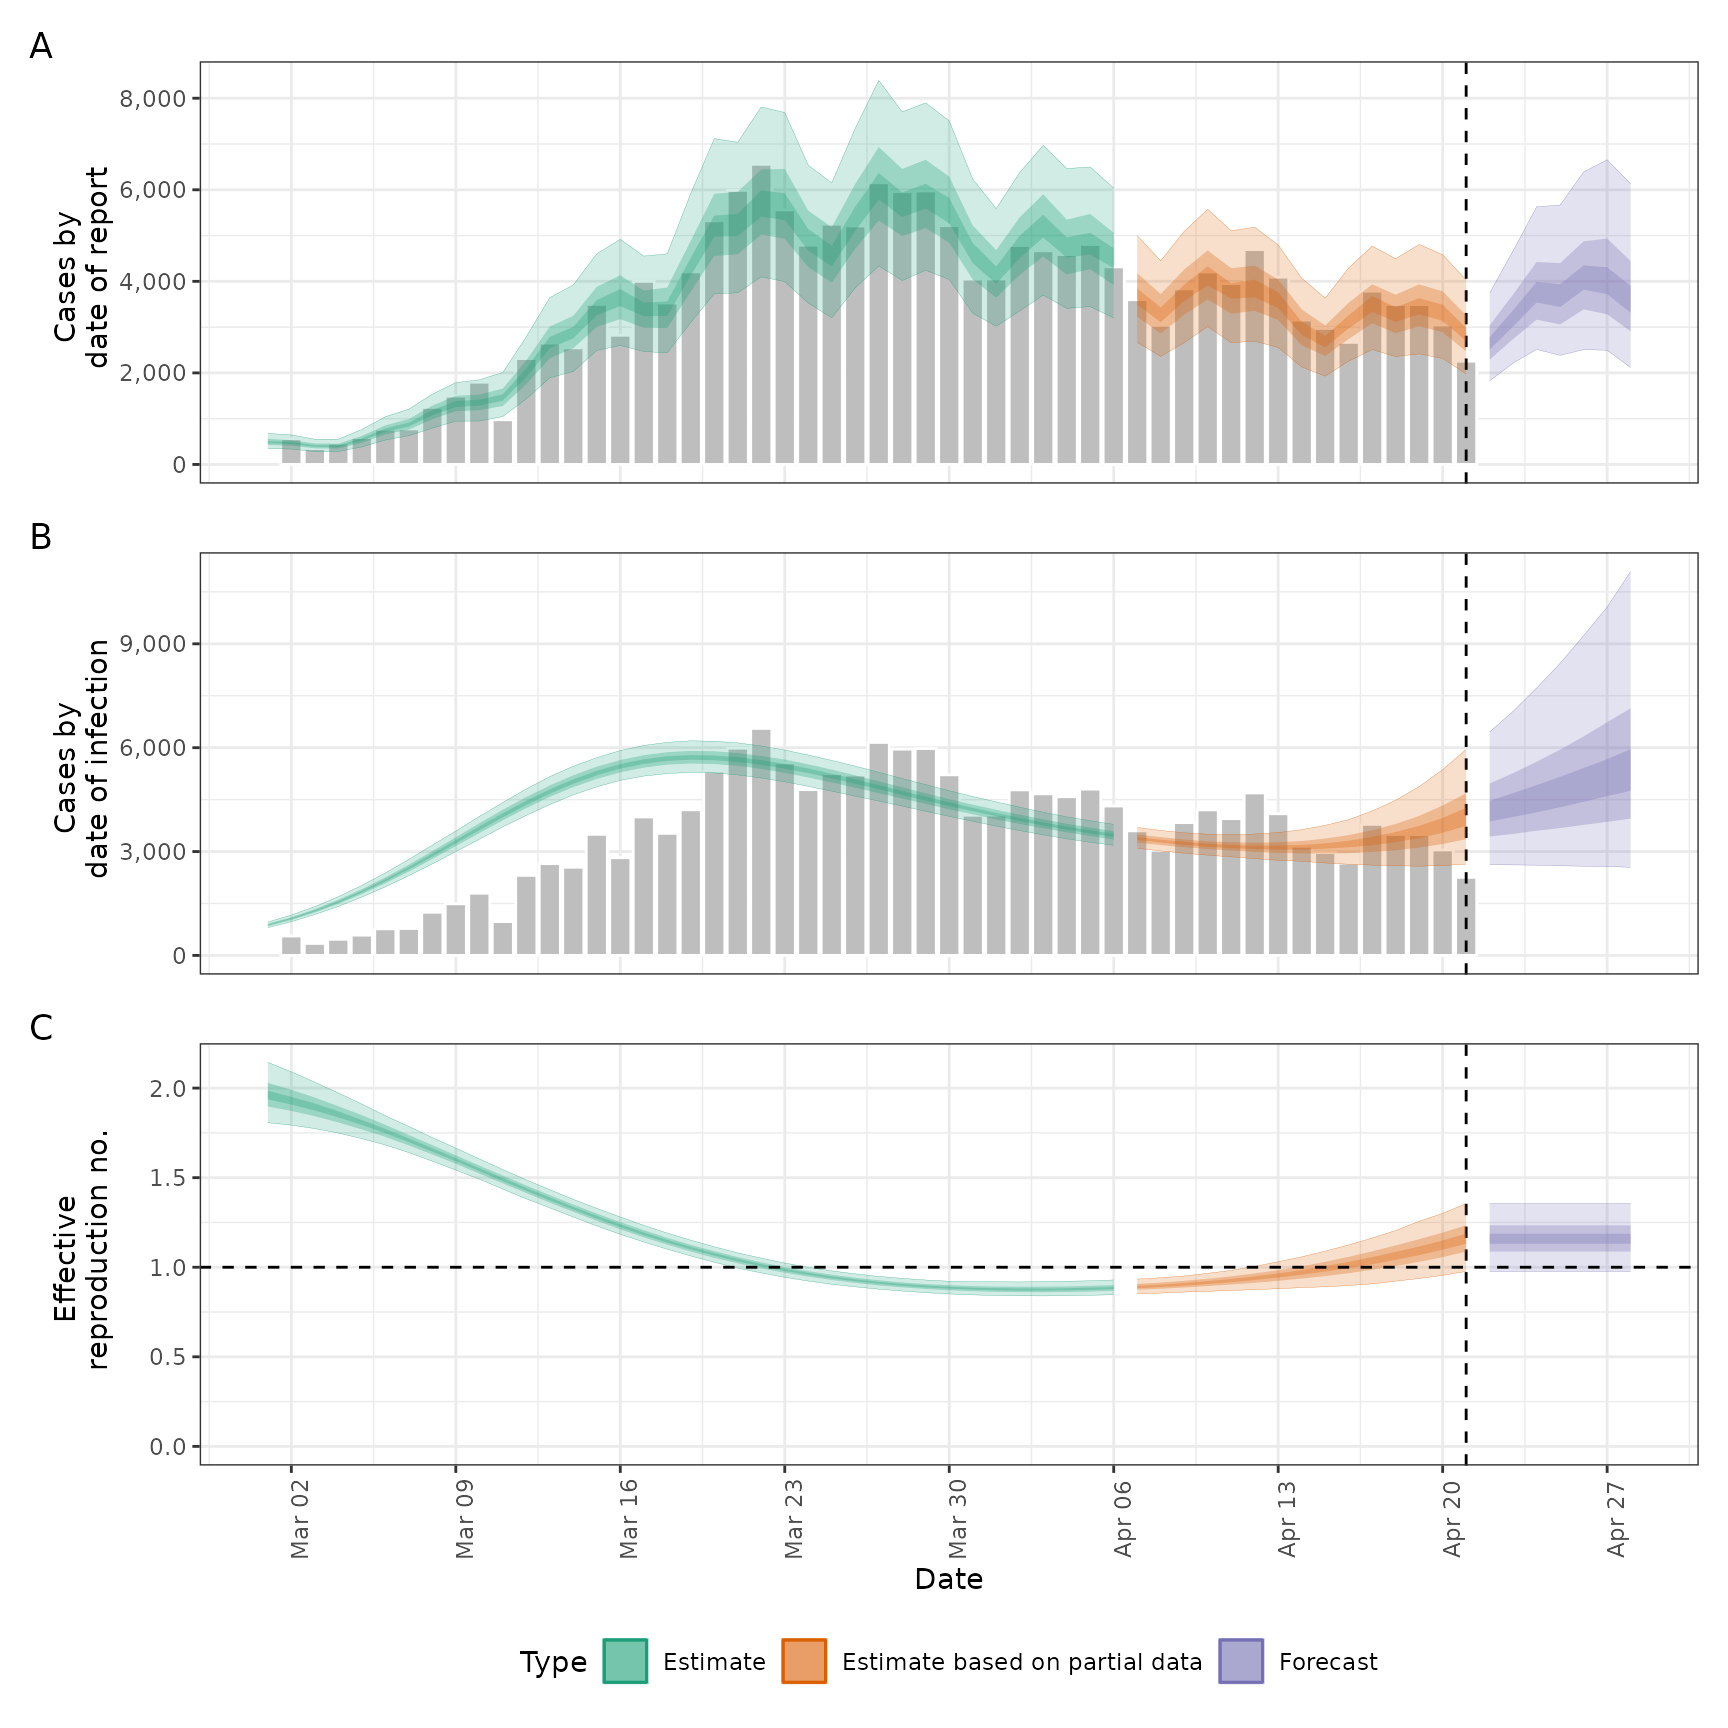 A
Cases by
date of report
8,000
6,000
4,000
2,000
0
B
Cases by
date of infection
9,000
6,000
3,000
0
C
Effective
reproduction no.
2.0
1.5
1.0
0.5
0.0
Mar 02
Mar 09
Mar 16
Mar 23
Mar 30
Apr 06
Apr 13
Apr 20
Apr 27
Date
Type
Estimate
Estimate based on partial data
Forecast